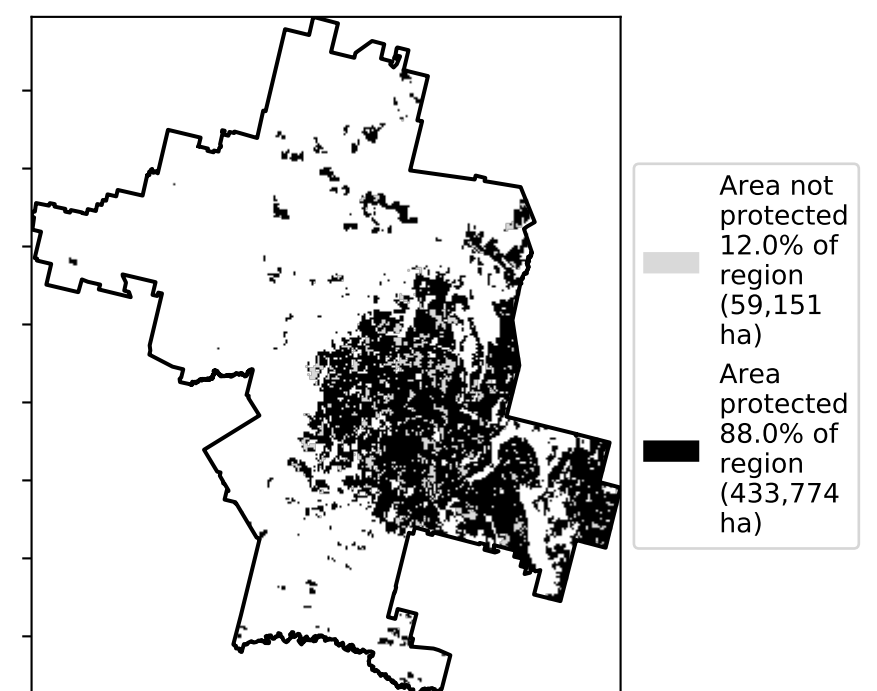 Area not
protected
12.0% of
region
(59,151
ha)
Area
protected
88.0% of
region
(433,774
ha)